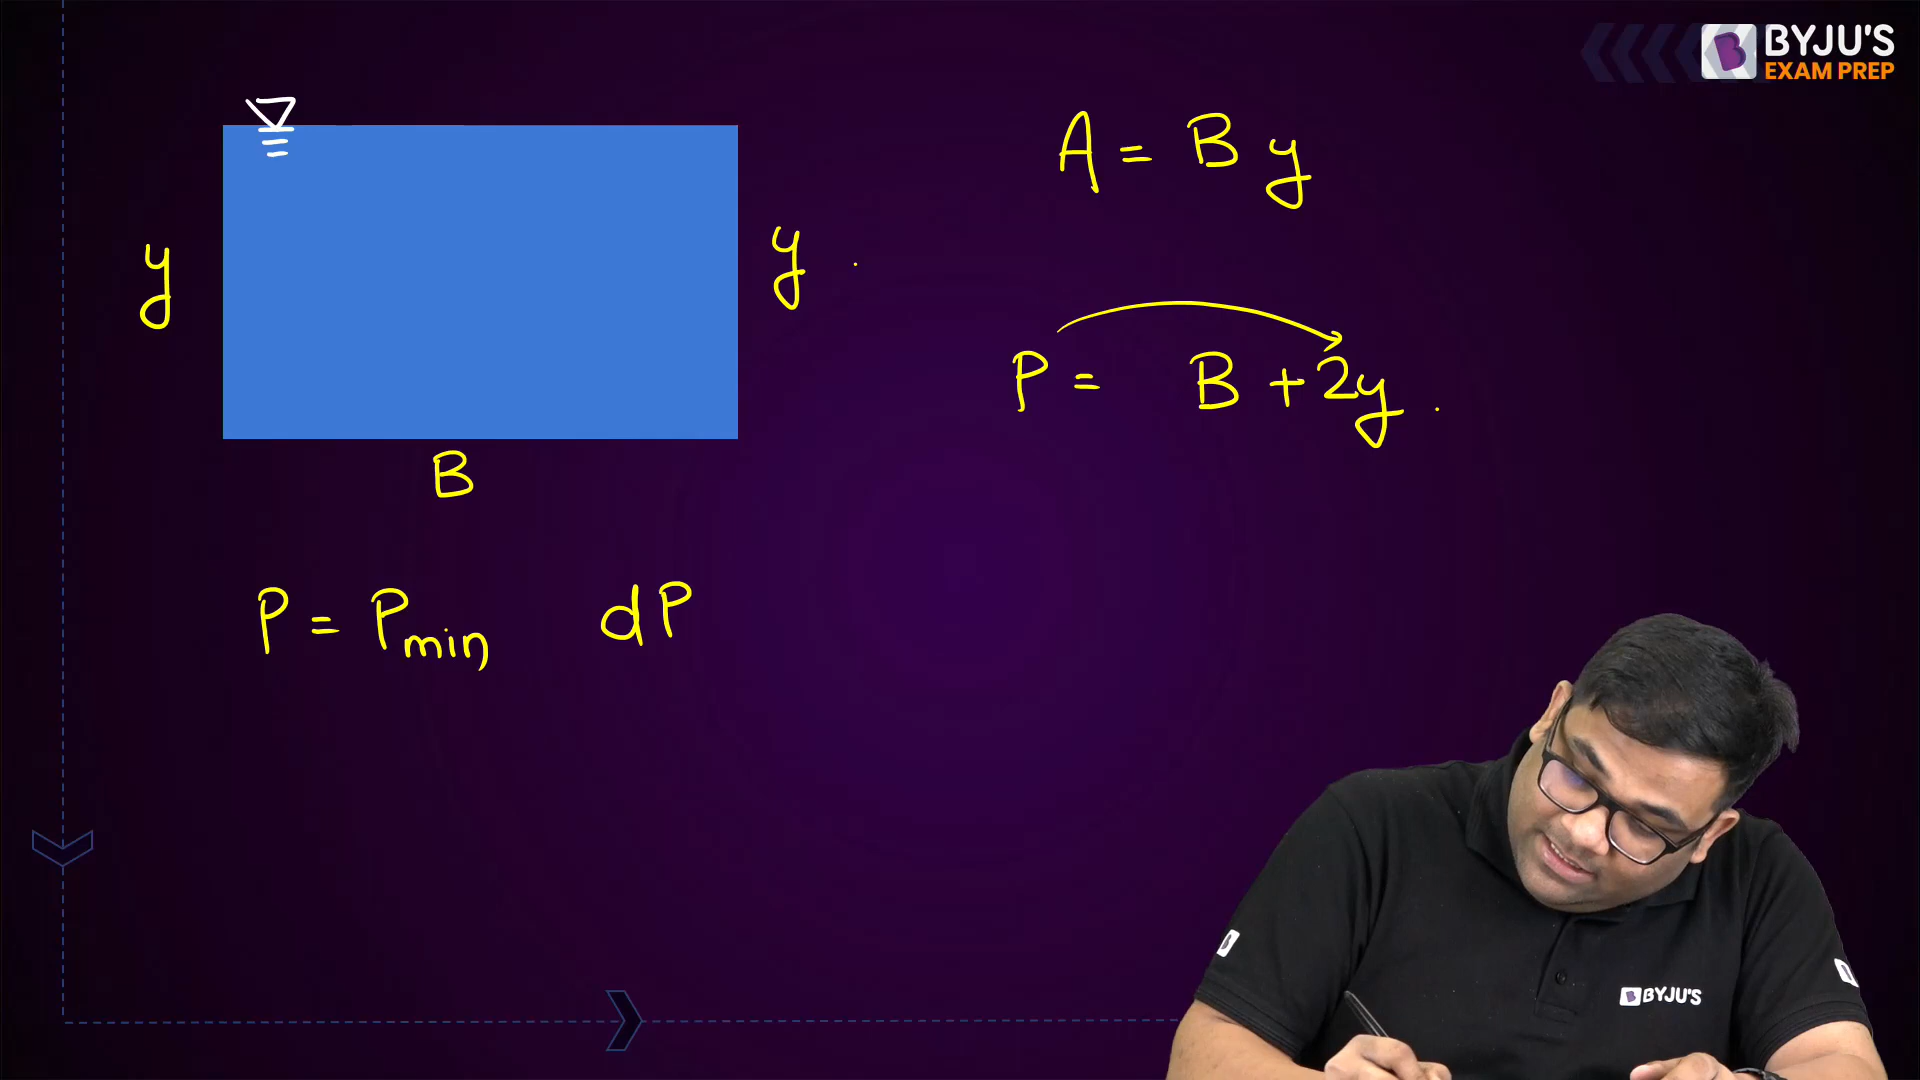 BYJU'S
EXAM PREP
A = By
y
y
P = B + 2y
B
P = Pmin dP
BYJU'S